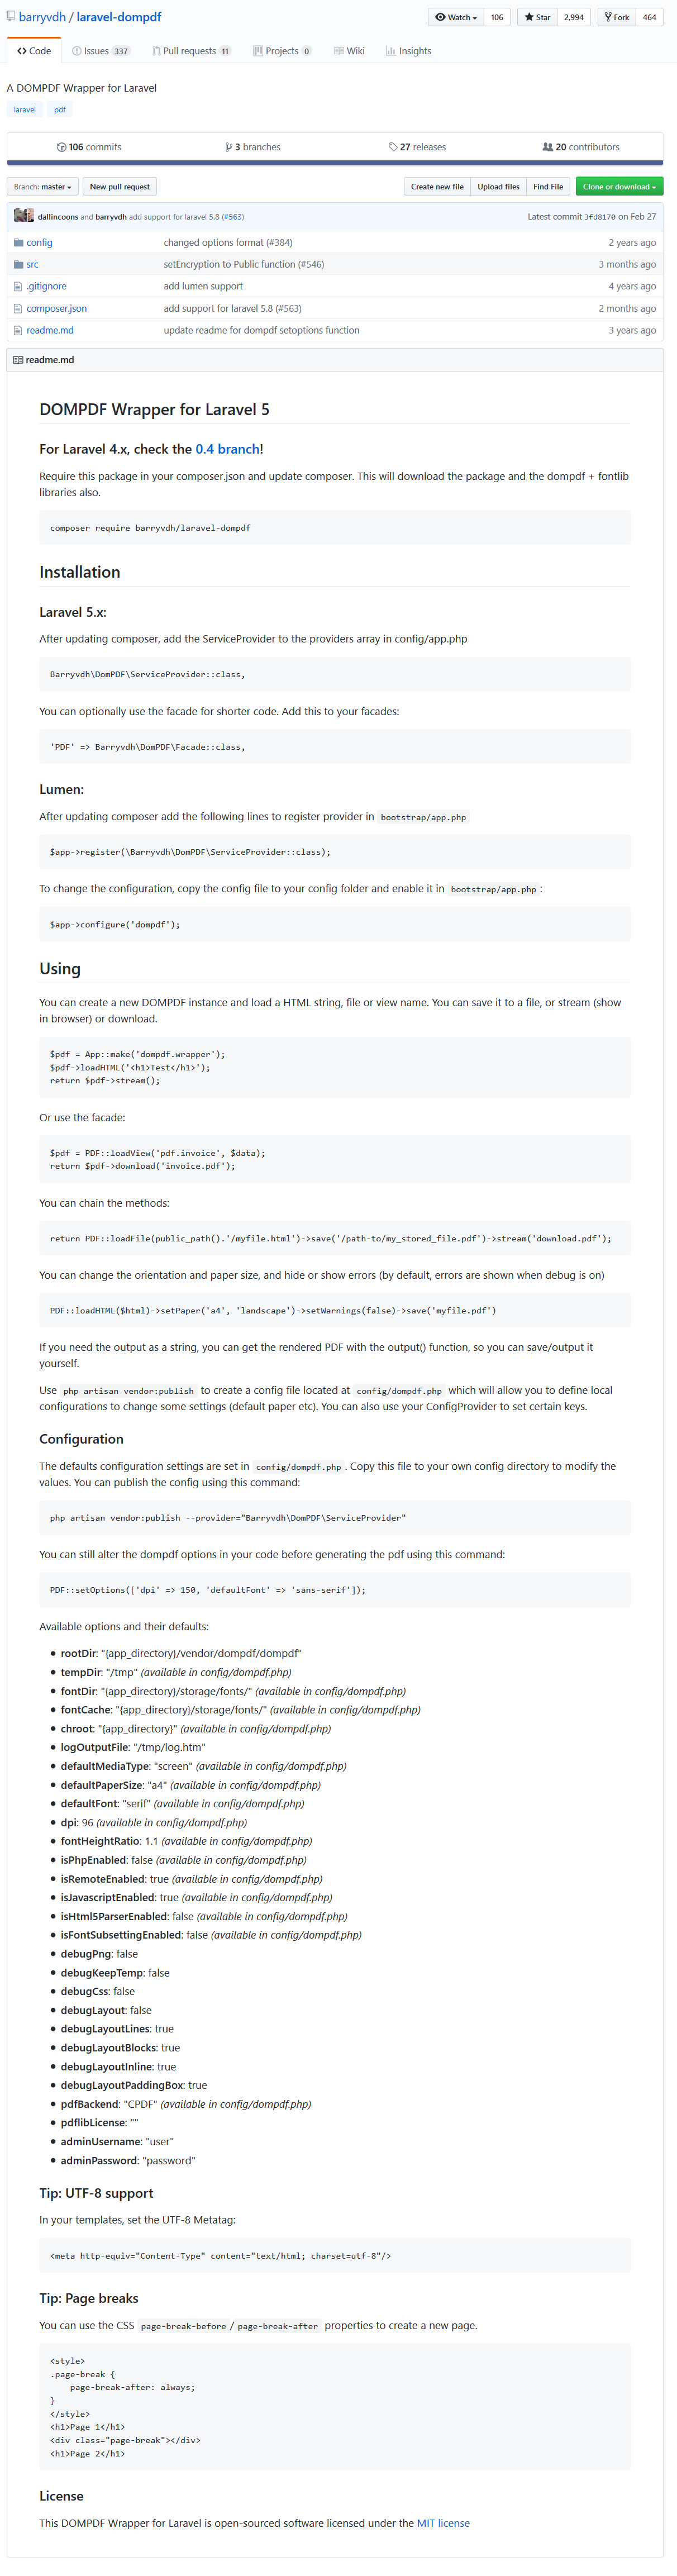 barryvdh / laravel-dompdf
Watch 106 Star 2,994 Fork 464
Code Issues 337 Pull requests 11 Projects 0 Wiki Insights
A DOMPDF Wrapper for Laravel
laravel pdf
106 commits 3 branches 27 releases 20 contributors
Branch: master New pull request Create new file Upload files Find File Clone or download
dallincoons and barryvdh add support for laravel 5.8 (#563) Latest commit 3fd8170 on Feb 27
config changed options format (#384) 2 years ago
src setEncryption to Public function (#546) 3 months ago
.gitignore add lumen support 4 years ago
composer.json add support for laravel 5.8 (#563) 2 months ago
readme.md update readme for dompdf setoptions function 3 years ago
readme.md
DOMPDF Wrapper for Laravel 5
For Laravel 4.x, check the 0.4 branch!
Require this package in your composer.json and update composer. This will download the package and the dompdf + fontlib
libraries also.
composer require barryvdh/laravel-dompdf
Installation
Laravel 5.x:
After updating composer, add the ServiceProvider to the providers array in config/app.php
Barryvdh\DomPDF\ServiceProvider::class,
You can optionally use the facade for shorter code. Add this to your facades:
'PDF' => Barryvdh\DomPDF\Facade::class,
Lumen:
After updating composer add the following lines to register provider in bootstrap/app.php
$app->register(\Barryvdh\DomPDF\ServiceProvider::class);
To change the configuration, copy the config file to your config folder and enable it in bootstrap/app.php:
$app->configure('dompdf');
Using
You can create a new DOMPDF instance and load a HTML string, file or view name. You can save it to a file, or stream (show
in browser) or download.
$pdf = App::make('dompdf.wrapper');
$pdf->loadHTML('<h1>Test</h1>');
return $pdf->stream();
Or use the facade:
$pdf = PDF::loadView('pdf.invoice', $data);
return $pdf->download('invoice.pdf');
You can chain the methods:
return PDF::loadFile(public_path().'/myfile.html')->save('/path-to/my_stored_file.pdf')->stream('download.pdf');
You can change the orientation and paper size, and hide or show errors (by default, errors are shown when debug is on)
PDF::loadHTML($html)->setPaper('a4', 'landscape')->setWarnings(false)->save('myfile.pdf')
If you need the output as a string, you can get the rendered PDF with the output() function, so you can save/output it
yourself.
Use php artisan vendor:publish to create a config file located at config/dompdf.php which will allow you to define local
configurations to change some settings (default paper etc). You can also use your ConfigProvider to set certain keys.
Configuration
The defaults configuration settings are set in config/dompdf.php. Copy this file to your own config directory to modify the
values. You can publish the config using this command:
php artisan vendor:publish --provider="Barryvdh\DomPDF\ServiceProvider"
You can still alter the dompdf options in your code before generating the pdf using this command:
PDF::setOptions(['dpi' => 150, 'defaultFont' => 'sans-serif']);
Available options and their defaults:
• rootDir: "{app_directory}/vendor/dompdf/dompdf"
• tempDir: "/tmp" (available in config/dompdf.php)
• fontDir: "{app_directory}/storage/fonts/" (available in config/dompdf.php)
• fontCache: "{app_directory}/storage/fonts/" (available in config/dompdf.php)
• chroot: "{app_directory}" (available in config/dompdf.php)
• logOutputFile: "/tmp/log.htm"
• defaultMediaType: "screen" (available in config/dompdf.php)
• defaultPaperSize: "a4" (available in config/dompdf.php)
• defaultFont: "serif" (available in config/dompdf.php)
• dpi: 96 (available in config/dompdf.php)
• fontHeightRatio: 1.1 (available in config/dompdf.php)
• isPhpEnabled: false (available in config/dompdf.php)
• isRemoteEnabled: true (available in config/dompdf.php)
• isJavascriptEnabled: true (available in config/dompdf.php)
• isHtml5ParserEnabled: false (available in config/dompdf.php)
• isFontSubsettingEnabled: false (available in config/dompdf.php)
• debugPng: false
• debugKeepTemp: false
• debugCss: false
• debugLayout: false
• debugLayoutLines: true
• debugLayoutBlocks: true
• debugLayoutInline: true
• debugLayoutPaddingBox: true
• pdfBackend: "CPDF" (available in config/dompdf.php)
• pdflibLicense: ""
• adminUsername: "user"
• adminPassword: "password"
Tip: UTF-8 support
In your templates, set the UTF-8 Metatag:
<meta http-equiv="Content-Type" content="text/html; charset=utf-8"/>
Tip: Page breaks
You can use the CSS page-break-before/page-break-after properties to create a new page.
<style>
.page-break {
page-break-after: always;
}
</style>
<h1>Page 1</h1>
<div class="page-break"></div>
<h1>Page 2</h1>
License
This DOMPDF Wrapper for Laravel is open-sourced software licensed under the MIT license